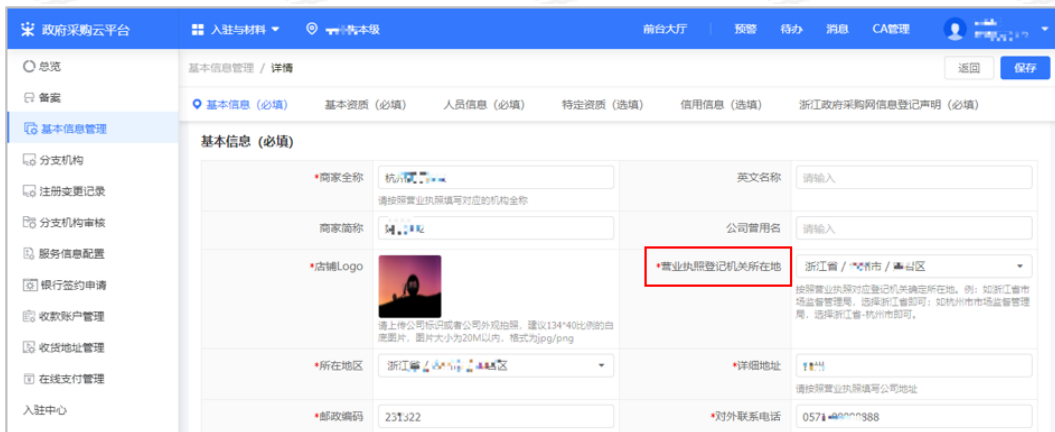 政府采购云平台 入驻与材料 本级 前台大厅 预警 待办 消息 CA管理
总览
备案
基本信息管理
分支机构
注册变更记录
分支机构审核
服务信息配置
银行签约申请
收款账户管理
收货地址管理
在线支付管理
入驻中心
基本信息管理 / 详情 返回 保存
基本信息（必填） 基本资质（必填） 人员信息（必填） 特定资质（选填） 信用信息（选填） 浙江政府采购网信息登记声明（必填）
基本信息（必填）
*商家全称 杭州 英文名称 请输入
请按照营业执照填写对应的机构全称
商家简称 公司曾用名 请输入
*店铺Logo *营业执照登记机关所在地 浙江省 / 市 / 区
请上传公司标识或者公司外观拍照，建议134*40比例的白
底图片，图片大小为20M以内，格式为jpg/png
按照营业执照对应登记机关确定所在地。例：如浙江省市
场监督管理局，选择浙江省即可；如杭州市市场监督管理
局，选择浙江省-杭州市即可。
*所在地区 浙江省 / 区 *详细地址
请按照营业执照填写公司地址
*邮政编码 231322 *对外联系电话